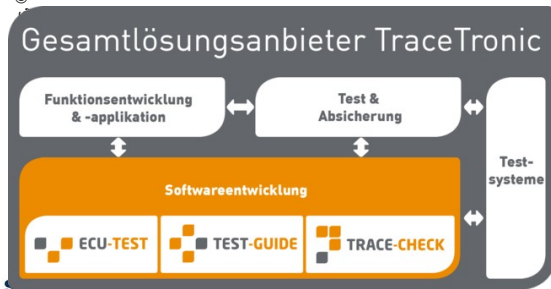 Gesamtlösungsanbieter TraceTronic
Funktionsentwicklung
& -applikation
Test &
Absicherung
Test-
systeme
Softwareentwicklung
ECU-TEST
TEST-GUIDE
TRACE-CHECK